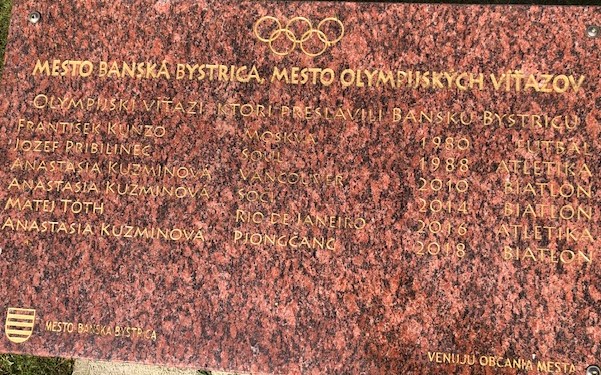 MESTO BANSKÁ BYSTRICA, MESTO OLYMPIJSKÝCH VÍŤAZOV
OLYMPIJSKÍ VÍŤAZI, KTORÍ PRESLÁVILI BANSKÚ BYSTRICU
FRANTIŠEK KUNZO MOSKVA 1980 FUTBAL
JOZEF PRIBILINEC SOUL 1988 ATLETIKA
ANASTASIA KUZMINOVÁ VANCOUVER 2010 BIATLON
ANASTASIA KUZMINOVÁ SOČI 2014 BIATLON
MATEJ TÓTH RIO DE JANEIRO 2016 ATLETIKA
ANASTASIA KUZMINOVÁ PJONGČANG 2018 BIATLON
MESTO BANSKÁ BYSTRICA
VENUJÚ OBČANIA MESTA